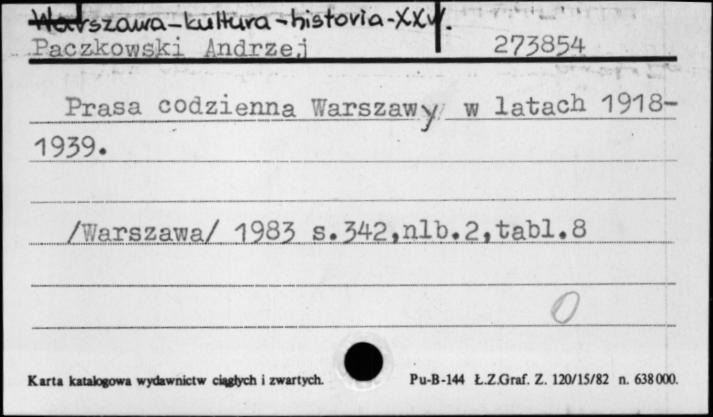 Warszawa-kultura-historia-XXw.
Paczkowski Andrzej 273854
Prasa codzienna Warszawy w latach 1918-
1939.
/Warszawa/ 1983 s.342,nlb.2,tabl.8
0
Karta katalogowa wydawnictw ciągłych i zwartych. Pu-B-144 Ł.Z.Graf. Z. 120/15/82 n. 638000.